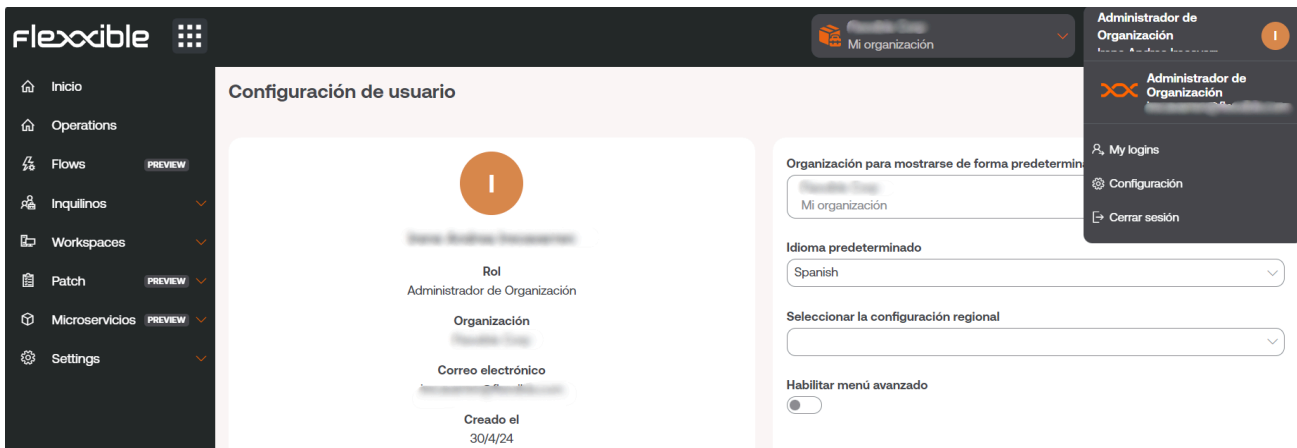 Flexxible
Mi organización
Administrador de
Organización
I
Administrador de
Organización
My logins
Configuración
Cerrar sesión
Inicio
Operations
Flows PREVIEW
Inquilinos
Workspaces
Patch PREVIEW
Microservicios PREVIEW
Settings
Configuración de usuario
I
Rol
Administrador de Organización
Organización
Correo electrónico
Creado el
30/4/24
Organización para mostrarse de forma
Mi organización
Idioma predeterminado
Spanish
Seleccionar la configuración regional
Habilitar menú avanzado